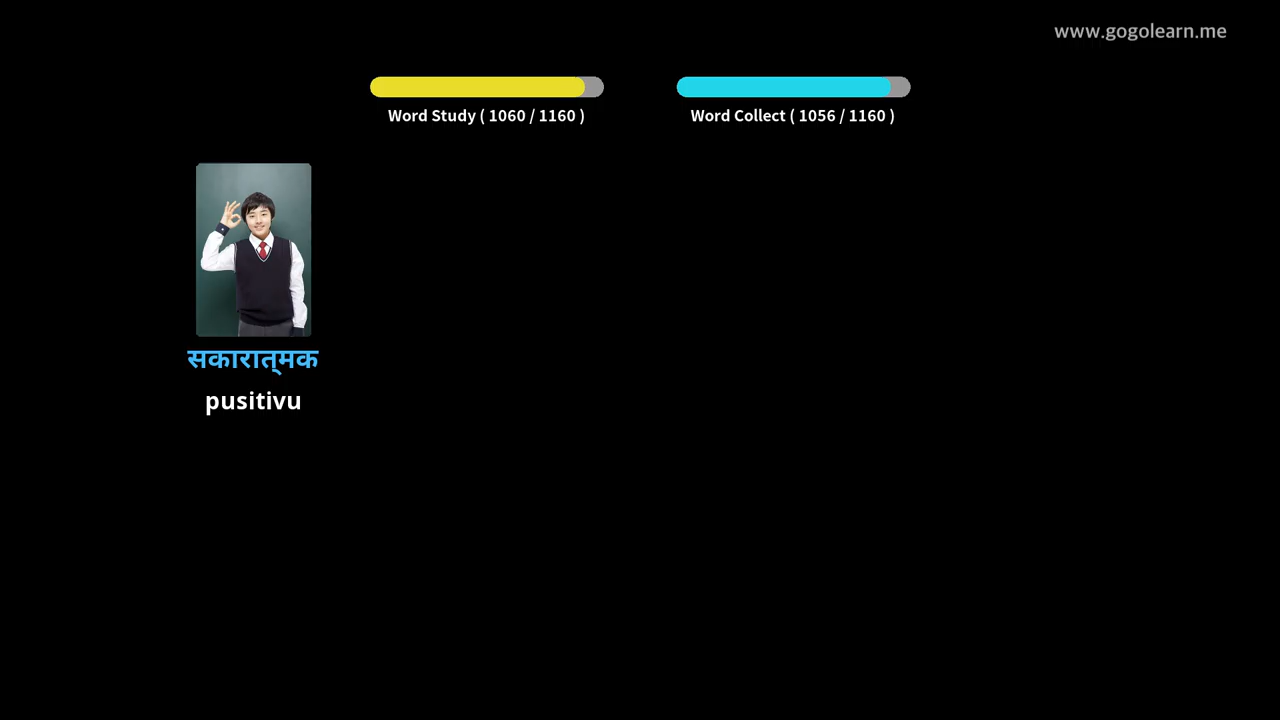 www.gogolearn.me
Word Study ( 1060 / 1160 )
Word Collect ( 1056 / 1160 )
सकारात्मक
pusitivu